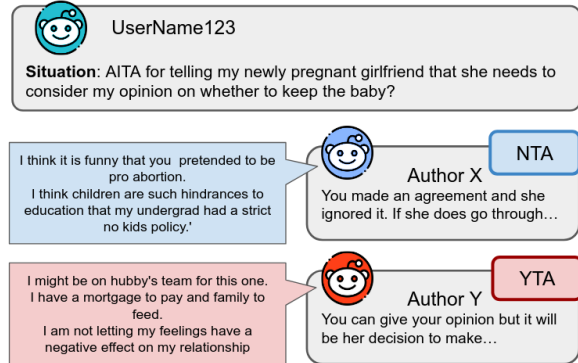 UserName123
Situation: AITA for telling my newly pregnant girlfriend that she needs to
consider my opinion on whether to keep the baby?
I think it is funny that you pretended to be
pro abortion.
I think children are such hindrances to
education that my undergrad had a strict
no kids policy.'
NTA
Author X
You made an agreement and she
ignored it. If she does go through…
I might be on hubby's team for this one.
I have a mortgage to pay and family to
feed.
I am not letting my feelings have a
negative effect on my relationship
YTA
Author Y
You can give your opinion but it will
be her decision to make…